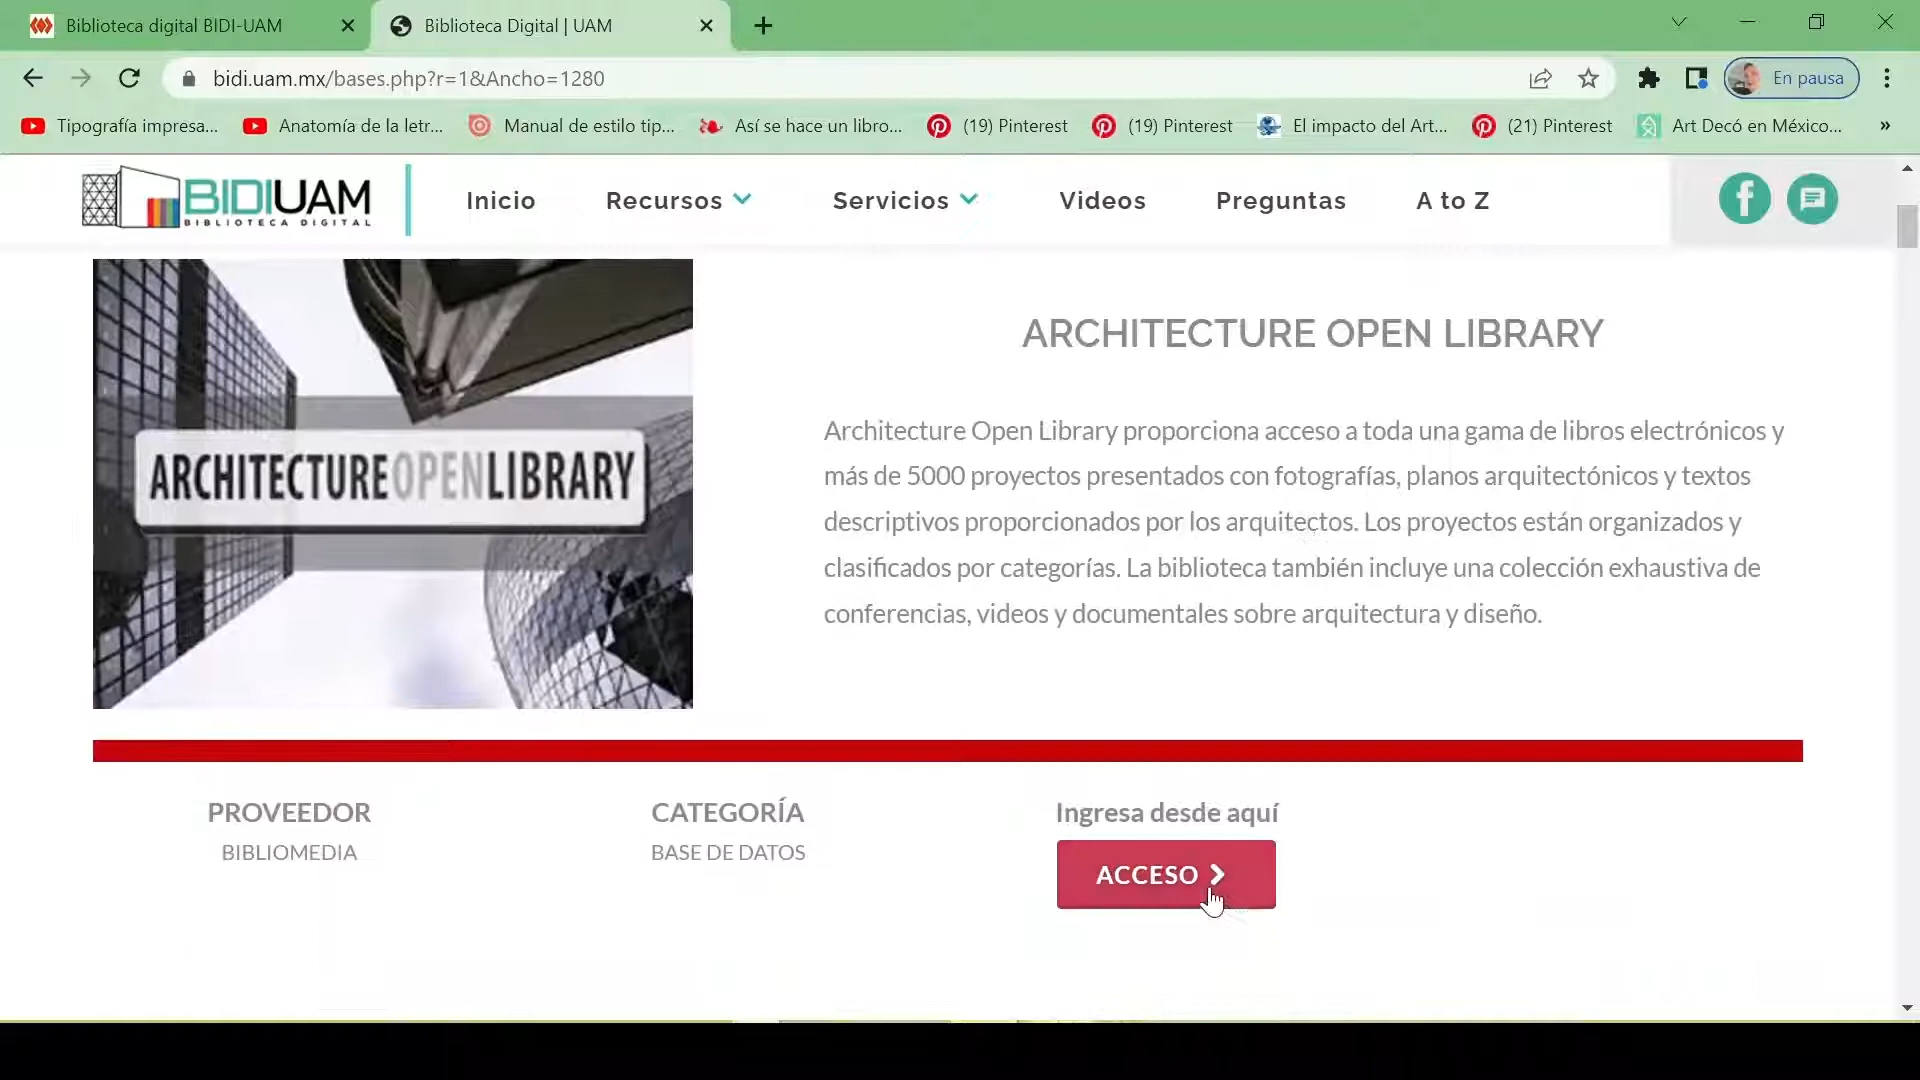 Biblioteca digital BIDI-UAM
Biblioteca Digital | UAM
bidi.uam.mx/bases.php?r=1&Ancho=1280
En pausa
Tipografía impresa...
Anatomía de la letr...
Manual de estilo tip...
Así se hace un libro...
(19) Pinterest
(19) Pinterest
El impacto del Art...
(21) Pinterest
Art Decó en México...
»
BIDIUAM
BIBLIOTECA DIGITAL
Inicio
Recursos
Servicios
Videos
Preguntas
A to Z
ARCHITECTUREOPENLIBRARY
ARCHITECTURE OPEN LIBRARY
Architecture Open Library proporciona acceso a toda una gama de libros electrónicos y
más de 5000 proyectos presentados con fotografías, planos arquitectónicos y textos
descriptivos proporcionados por los arquitectos. Los proyectos están organizados y
clasificados por categorías. La biblioteca también incluye una colección exhaustiva de
conferencias, videos y documentales sobre arquitectura y diseño.
PROVEEDOR
BIBLIOMEDIA
CATEGORÍA
BASE DE DATOS
Ingresa desde aquí
ACCESO